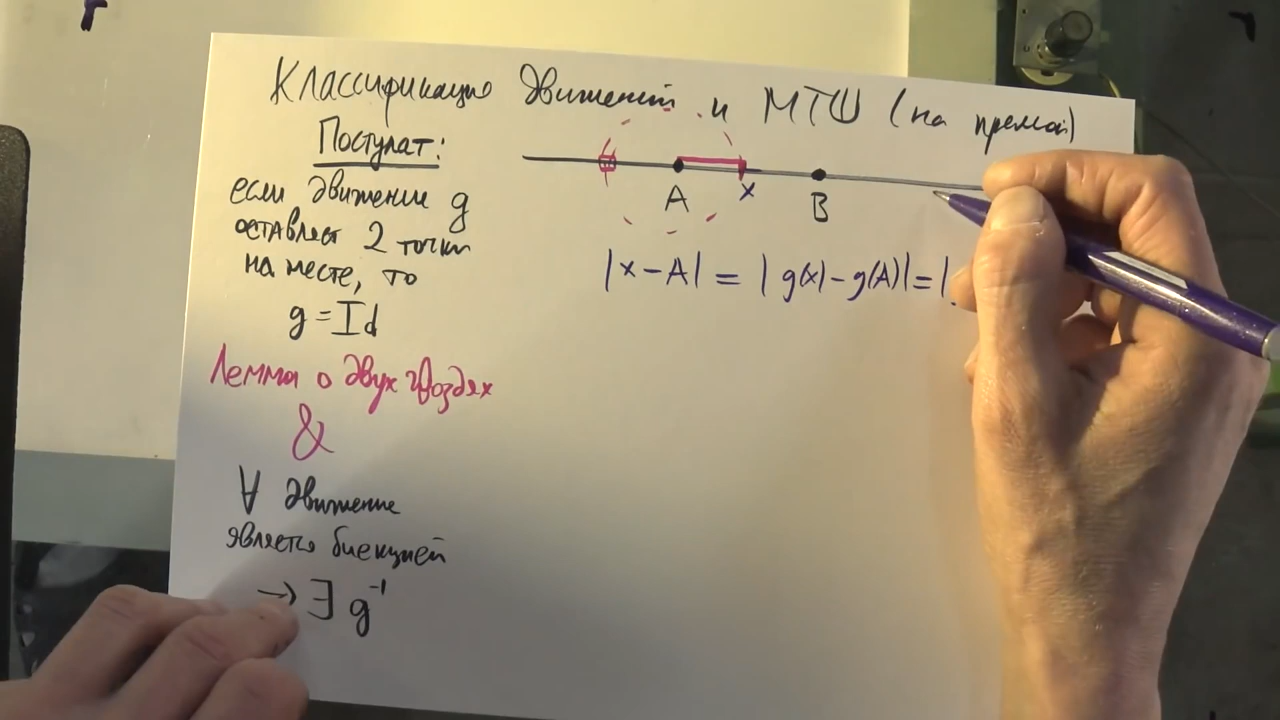 Классификация движений и МТШ (на прямой)
Постулат:
если движение g
оставляет 2 точки
на месте, то
g = Id
Лемма о двух гвоздях
&
∀ движение
является биекцией
→ ∃ g⁻¹
A x B
|x – A| = | g(x) – g(A)| = |